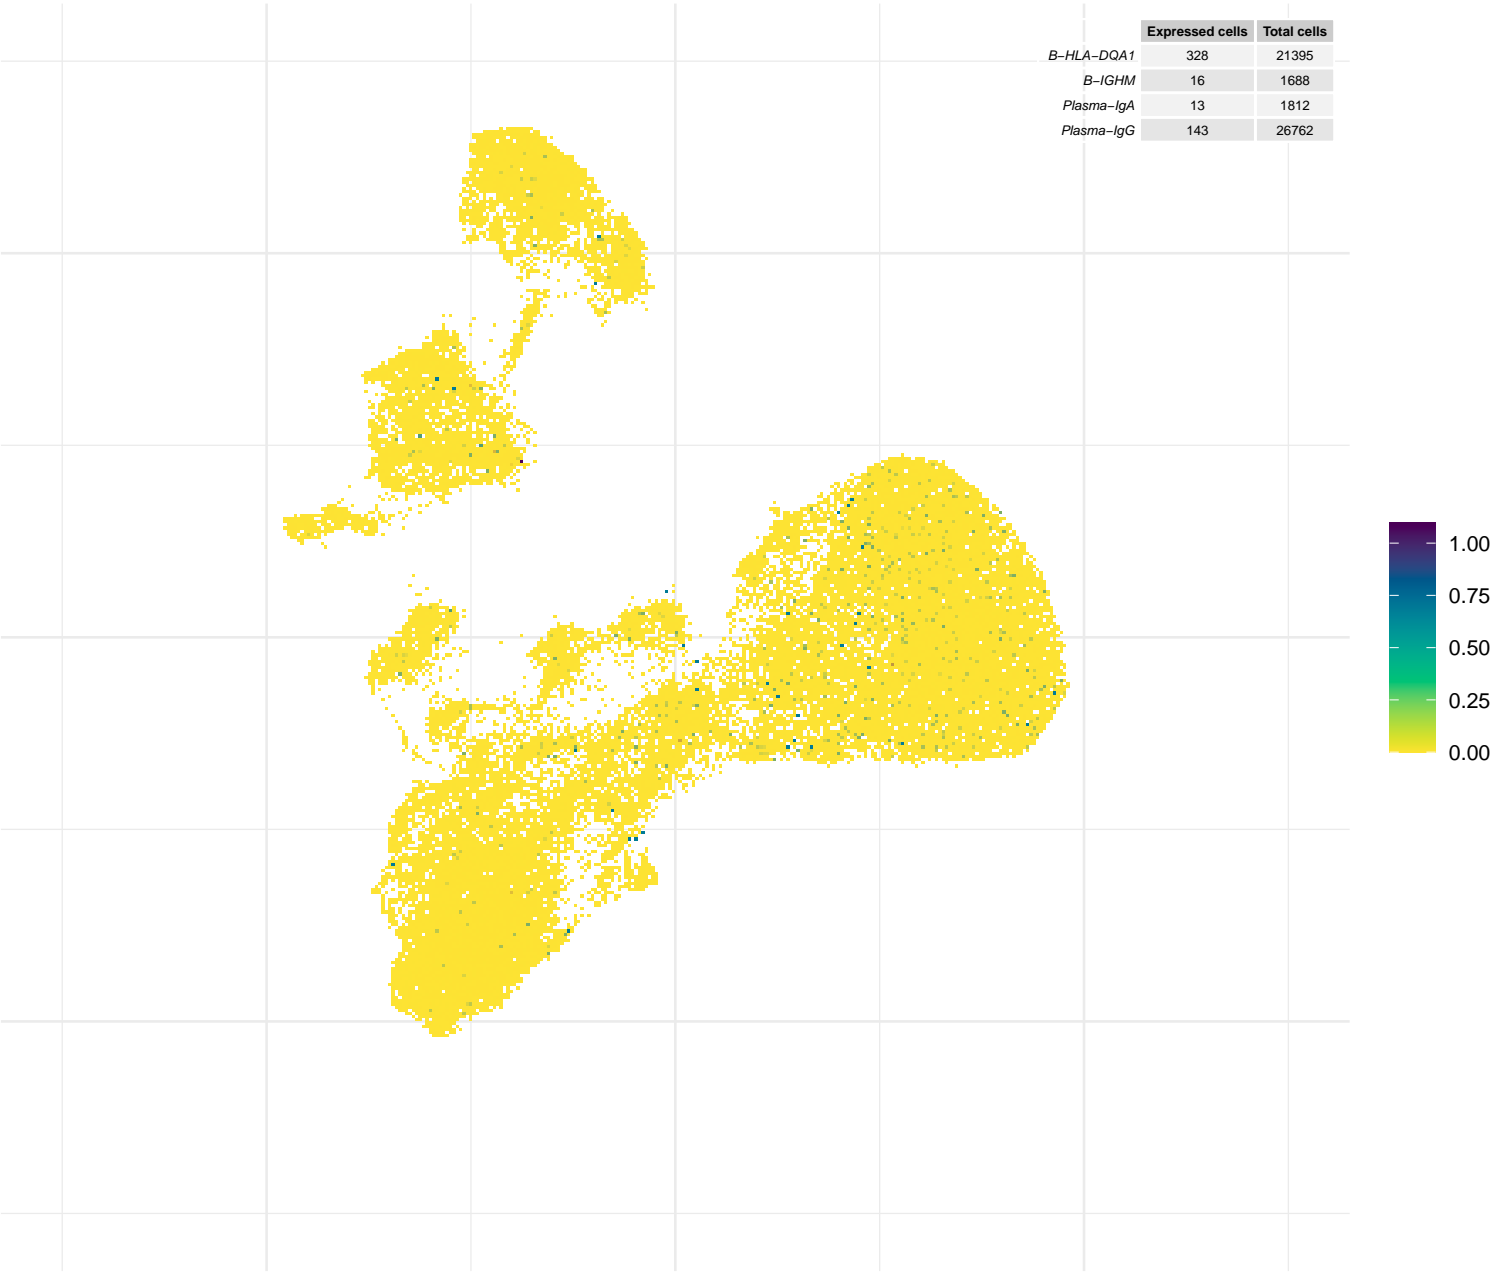 Expressed cells Total cells
B−HLA−DQA1 328 21395
B−IGHM 16 1688
Plasma−IgA 13 1812
Plasma−IgG 143 26762
1.00
0.75
0.50
0.25
0.00